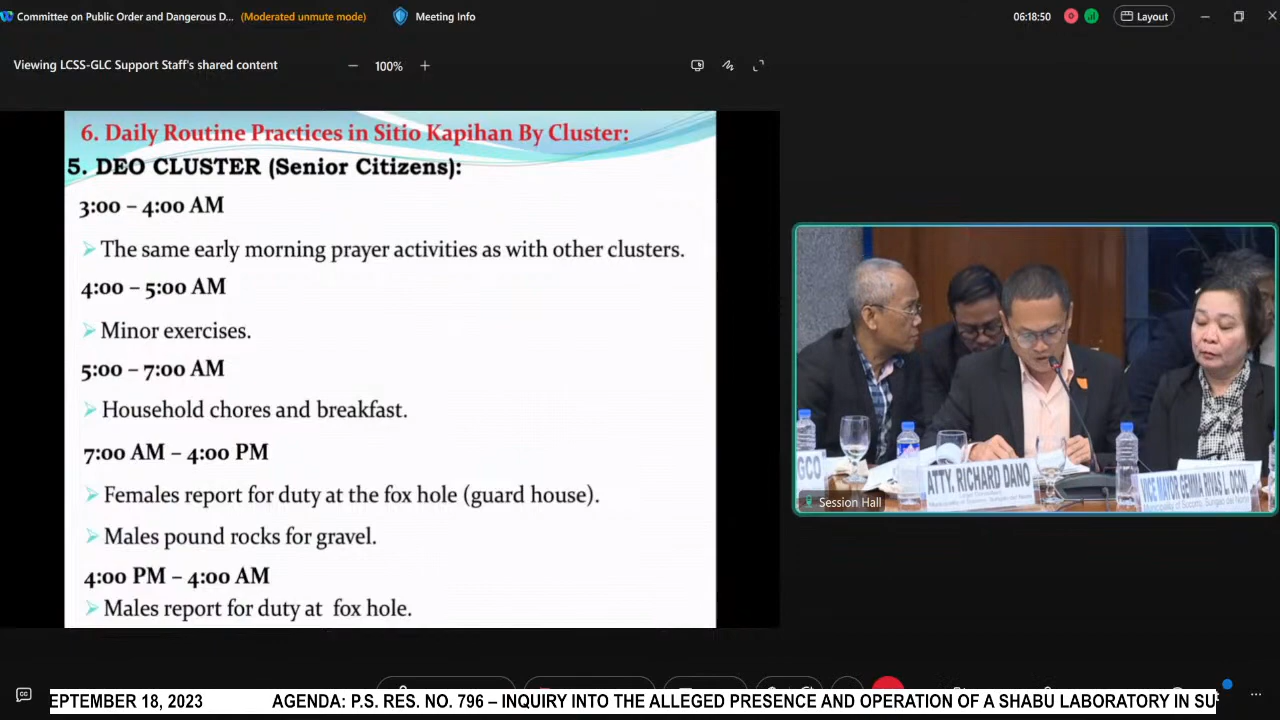 Committee on Public Order and Dangerous D... (Moderated unmute mode) Meeting Info 06:18:50 Layout
Viewing LCSS-GLC Support Staff's shared content 100%
6. Daily Routine Practices in Sitio Kapihan By Cluster:
5. DEO CLUSTER (Senior Citizens):
3:00 – 4:00 AM
The same early morning prayer activities as with other clusters.
4:00 – 5:00 AM
Minor exercises.
5:00 – 7:00 AM
Household chores and breakfast.
7:00 AM – 4:00 PM
Females report for duty at the fox hole (guard house).
Males pound rocks for gravel.
4:00 PM – 4:00 AM
Males report for duty at fox hole.
GCO
ATTY. RICHARD DANO
VICE MAYOR GEMMA RIVAS L.
Session Hall
EPTEMBER 18, 2023 AGENDA: P.S. RES. NO. 796 – INQUIRY INTO THE ALLEGED PRESENCE AND OPERATION OF A SHABU LABORATORY IN SU